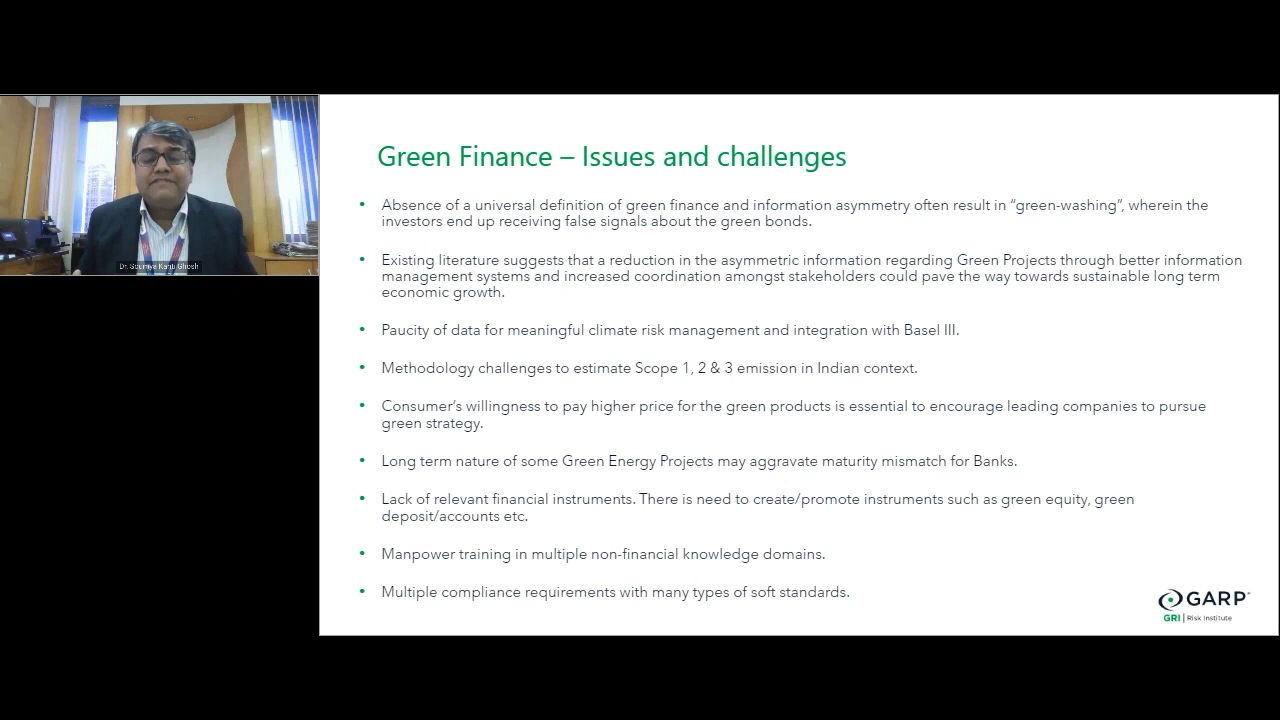 Green Finance – Issues and challenges
• Absence of a universal definition of green finance and information asymmetry often result in “green-washing”, wherein the
investors end up receiving false signals about the green bonds.
• Existing literature suggests that a reduction in the asymmetric information regarding Green Projects through better information
management systems and increased coordination amongst stakeholders could pave the way towards sustainable long term
economic growth.
• Paucity of data for meaningful climate risk management and integration with Basel III.
• Methodology challenges to estimate Scope 1, 2 & 3 emission in Indian context.
• Consumer’s willingness to pay higher price for the green products is essential to encourage leading companies to pursue
green strategy.
• Long term nature of some Green Energy Projects may aggravate maturity mismatch for Banks.
• Lack of relevant financial instruments. There is need to create/promote instruments such as green equity, green
deposit/accounts etc.
• Manpower training in multiple non-financial knowledge domains.
• Multiple compliance requirements with many types of soft standards.
Dr. Soumya Kanti Ghosh
GARP
GRI | Risk Institute